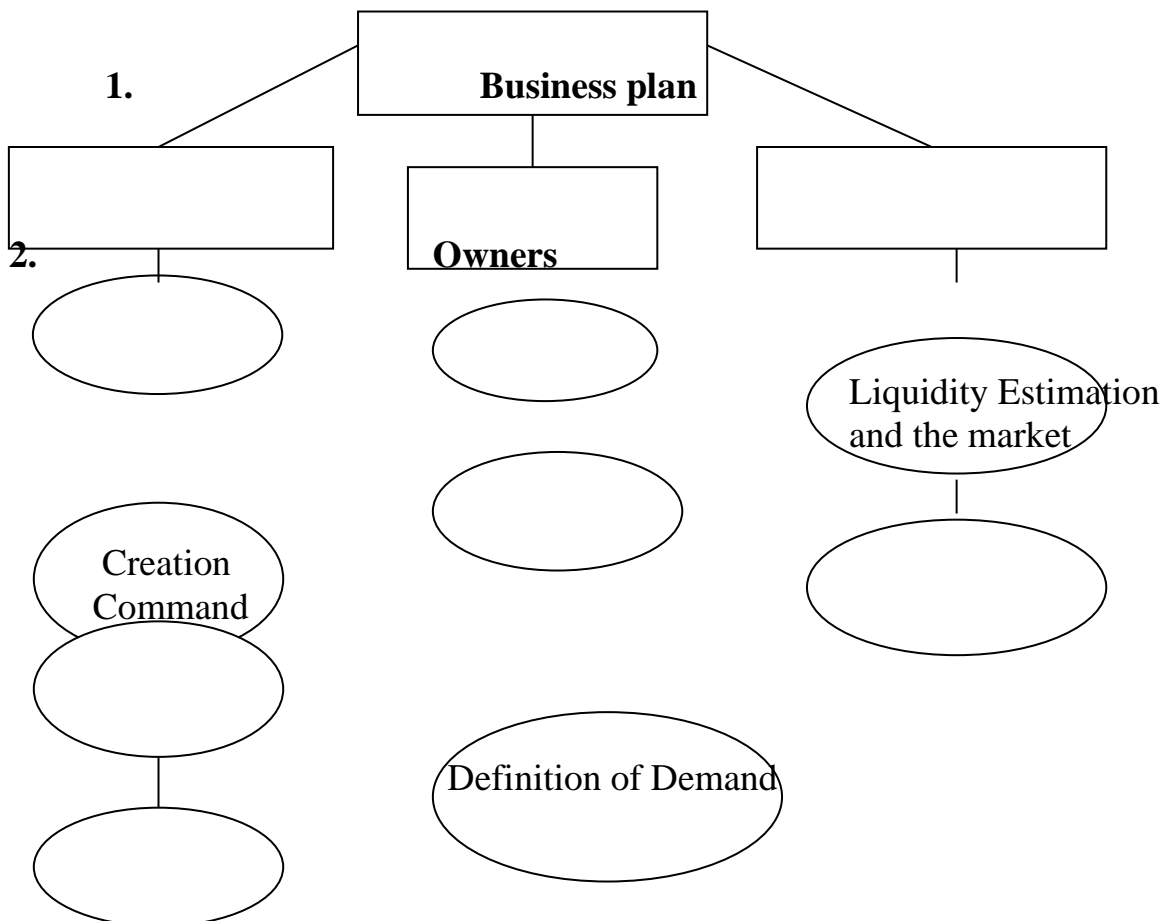 1. Business plan
2. Owners
Liquidity Estimation
and the market
Creation
Command
Definition of Demand